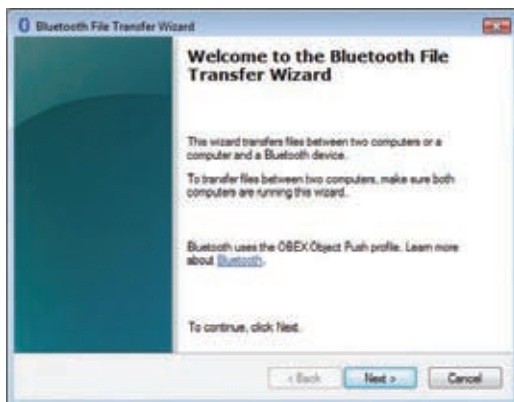 Bluetooth File Transfer Wizard
Welcome to the Bluetooth File
Transfer Wizard
This wizard transfers files between two computers or a
computer and a Bluetooth device.
To transfer files between two computers, make sure both
computers are running this wizard.
Bluetooth uses the OBEX Object Push profile. Learn more
about Bluetooth.
To continue, click Next.
< Back Next > Cancel